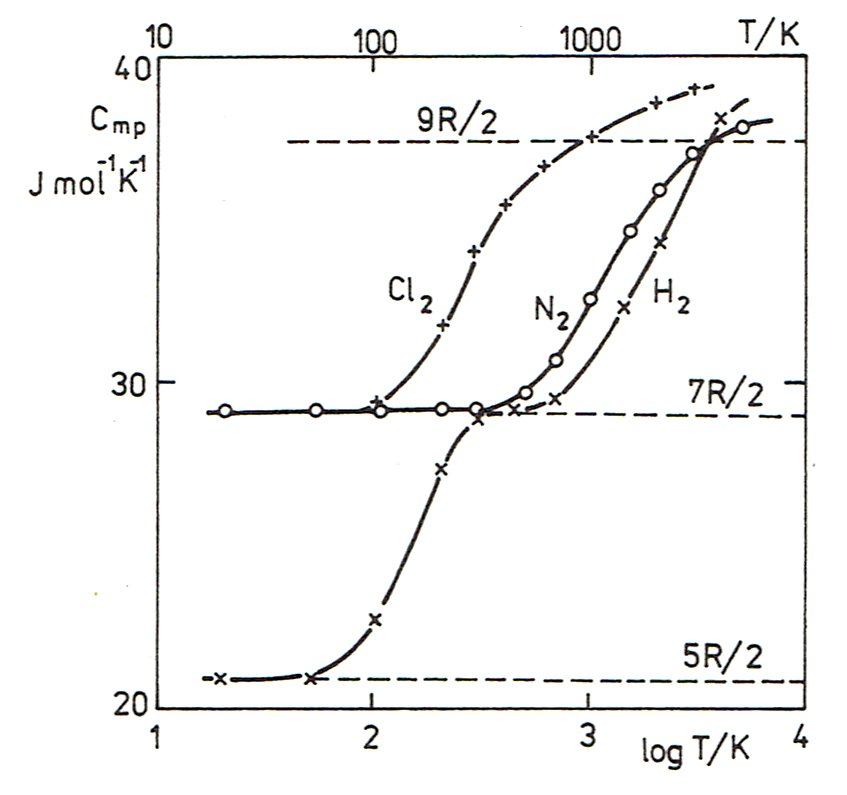 10 100 1000 T/K
40
Cmp
9R/2
J mol⁻¹K⁻¹
Cl₂
N₂ H₂
30
7R/2
5R/2
20
1 2 3 4
log T/K